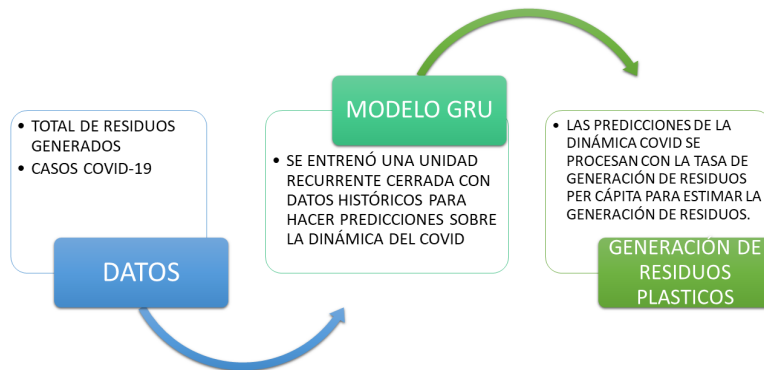 • TOTAL DE RESIDUOS
GENERADOS
• CASOS COVID-19
DATOS
MODELO GRU
• SE ENTRENÓ UNA UNIDAD
RECURRENTE CERRADA CON
DATOS HISTÓRICOS PARA
HACER PREDICCIONES SOBRE
LA DINÁMICA DEL COVID
• LAS PREDICCIONES DE LA
DINÁMICA COVID SE
PROCESAN CON LA TASA DE
GENERACIÓN DE RESIDUOS
PER CÁPITA PARA ESTIMAR LA
GENERACIÓN DE RESIDUOS.
GENERACIÓN DE
RESIDUOS
PLASTICOS